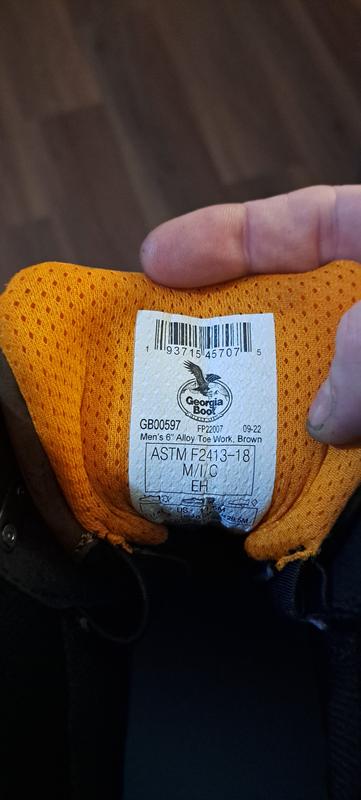 1 93715 45707 5
Georgia
Boot
GB00597 FP22007 09-22
Men's 6" Alloy Toe Work, Brown
ASTM F2413-18
M/I/C
EH